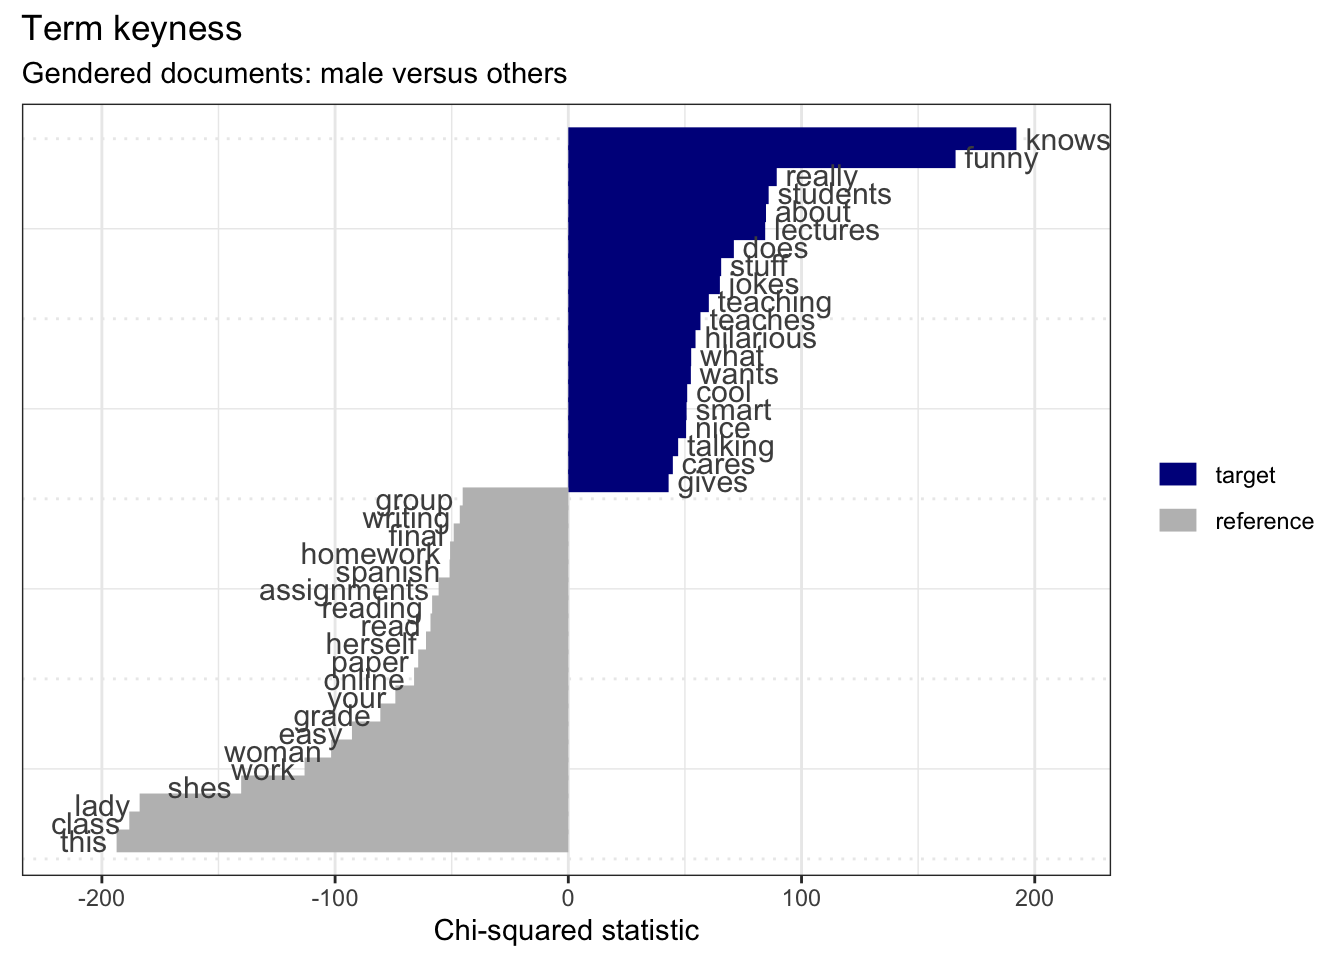 Term keyness
Gendered documents: male versus others
knows
funny
really
students
about
lectures
does
stuff
jokes
teaching
teaches
hilarious
what
wants
cool
smart
nice
talking
cares
gives
group
writing
final
homework
spanish
assignments
reading
read
herself
paper
online
your
grade
easy
woman
work
shes
lady
class
this
target
reference
-200 -100 0 100 200
Chi-squared statistic